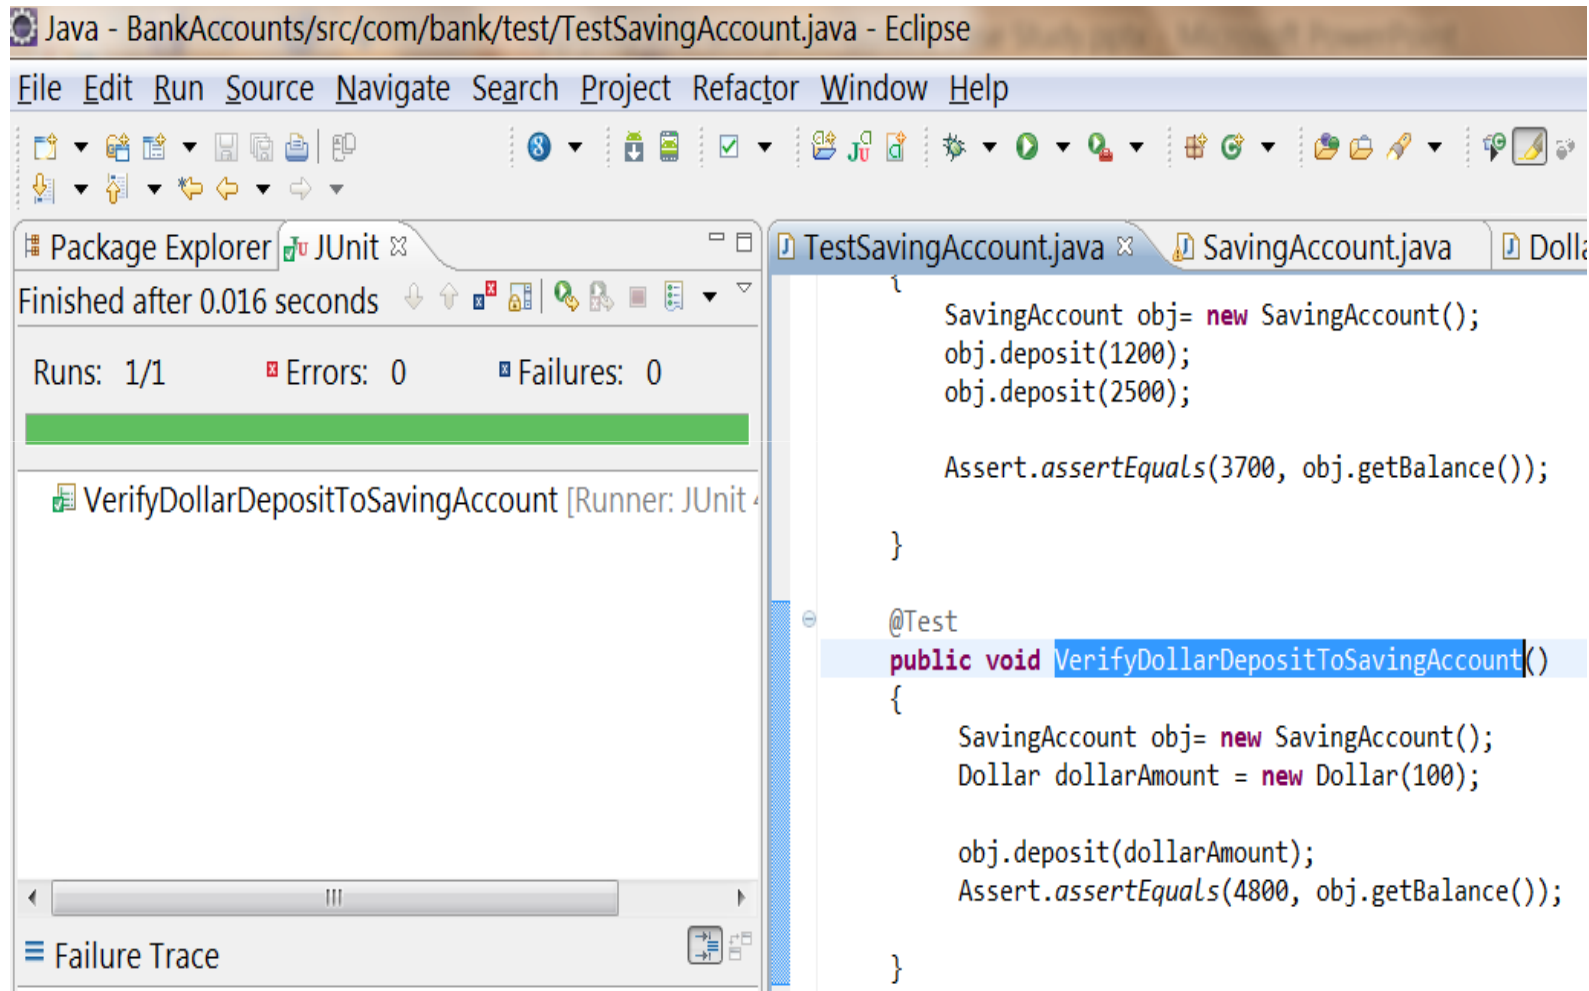 Java - BankAccounts/src/com/bank/test/TestSavingAccount.java - Eclipse
File Edit Run Source Navigate Search Project Refactor Window Help
Package Explorer JUnit
Finished after 0.016 seconds
Runs: 1/1 Errors: 0 Failures: 0
VerifyDollarDepositToSavingAccount [Runner: JUnit 4
Failure Trace
TestSavingAccount.java SavingAccount.java Dolla
{
SavingAccount obj= new SavingAccount();
obj.deposit(1200);
obj.deposit(2500);
Assert.assertEquals(3700, obj.getBalance());
}
@Test
public void VerifyDollarDepositToSavingAccount()
{
SavingAccount obj= new SavingAccount();
Dollar dollarAmount = new Dollar(100);
obj.deposit(dollarAmount);
Assert.assertEquals(4800, obj.getBalance());
}